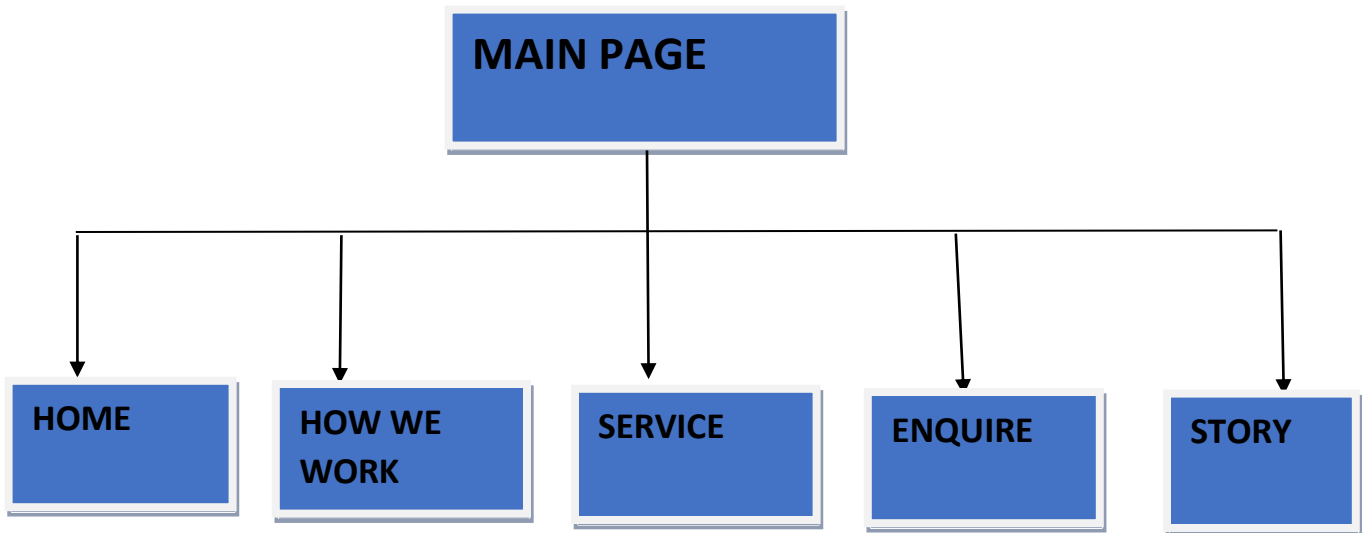 MAIN PAGE
HOME
HOW WE
WORK
SERVICE
ENQUIRE
STORY